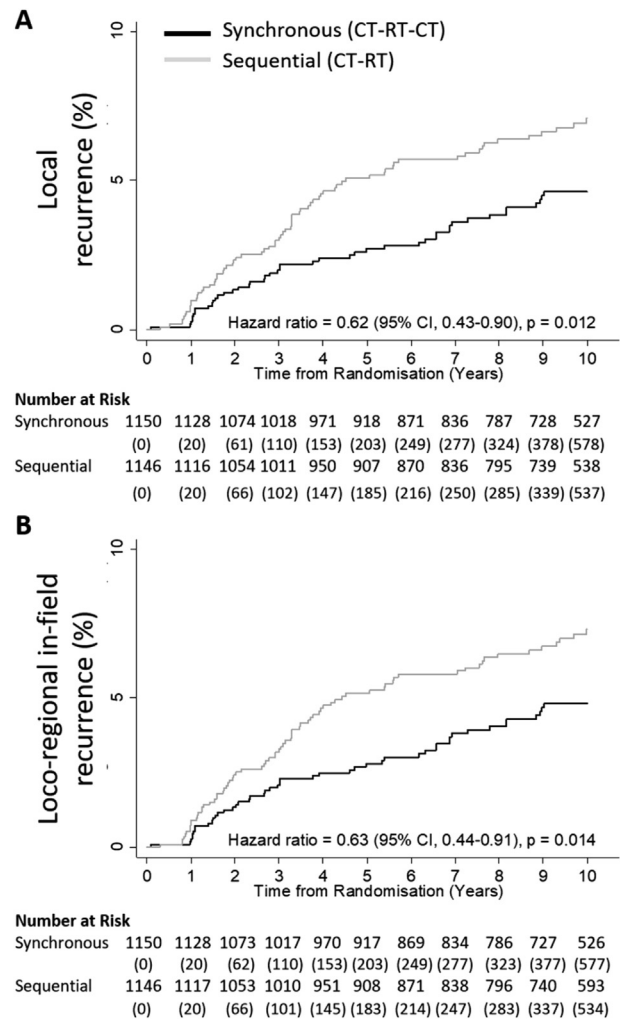 A
Synchronous (CT-RT-CT)
Sequential (CT-RT)
Local
recurrence (%)
10
5
0
Hazard ratio = 0.62 (95% CI, 0.43-0.90), p = 0.012
0 1 2 3 4 5 6 7 8 9 10
Time from Randomisation (Years)
Number at Risk
Synchronous 1150 1128 1074 1018 971 918 871 836 787 728 527
(0) (20) (61) (110) (153) (203) (249) (277) (324) (378) (578)
Sequential 1146 1116 1054 1011 950 907 870 836 795 739 538
(0) (20) (66) (102) (147) (185) (216) (250) (285) (339) (537)
B
Loco-regional in-field
recurrence (%)
10
5
0
Hazard ratio = 0.63 (95% CI, 0.44-0.91), p = 0.014
0 1 2 3 4 5 6 7 8 9 10
Time from Randomisation (Years)
Number at Risk
Synchronous 1150 1128 1073 1017 970 917 869 834 786 727 526
(0) (20) (62) (110) (153) (203) (249) (277) (323) (377) (577)
Sequential 1146 1117 1053 1010 951 908 871 838 796 740 593
(0) (20) (66) (101) (145) (183) (214) (247) (283) (337) (534)